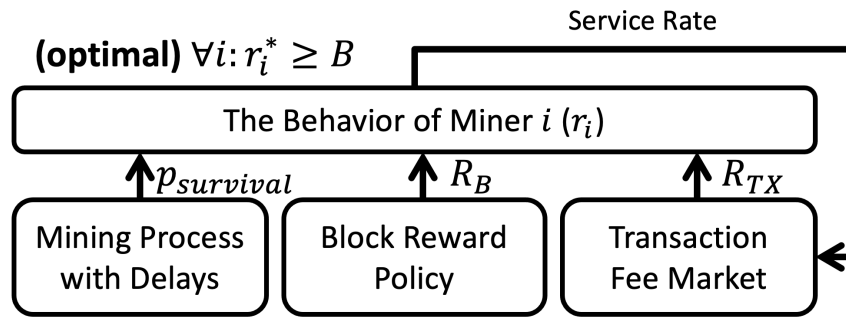 Service Rate
(optimal) ∀i: r_i^* ≥ B
The Behavior of Miner i (r_i)
p_survival
R_B
R_TX
Mining Process
with Delays
Block Reward
Policy
Transaction
Fee Market